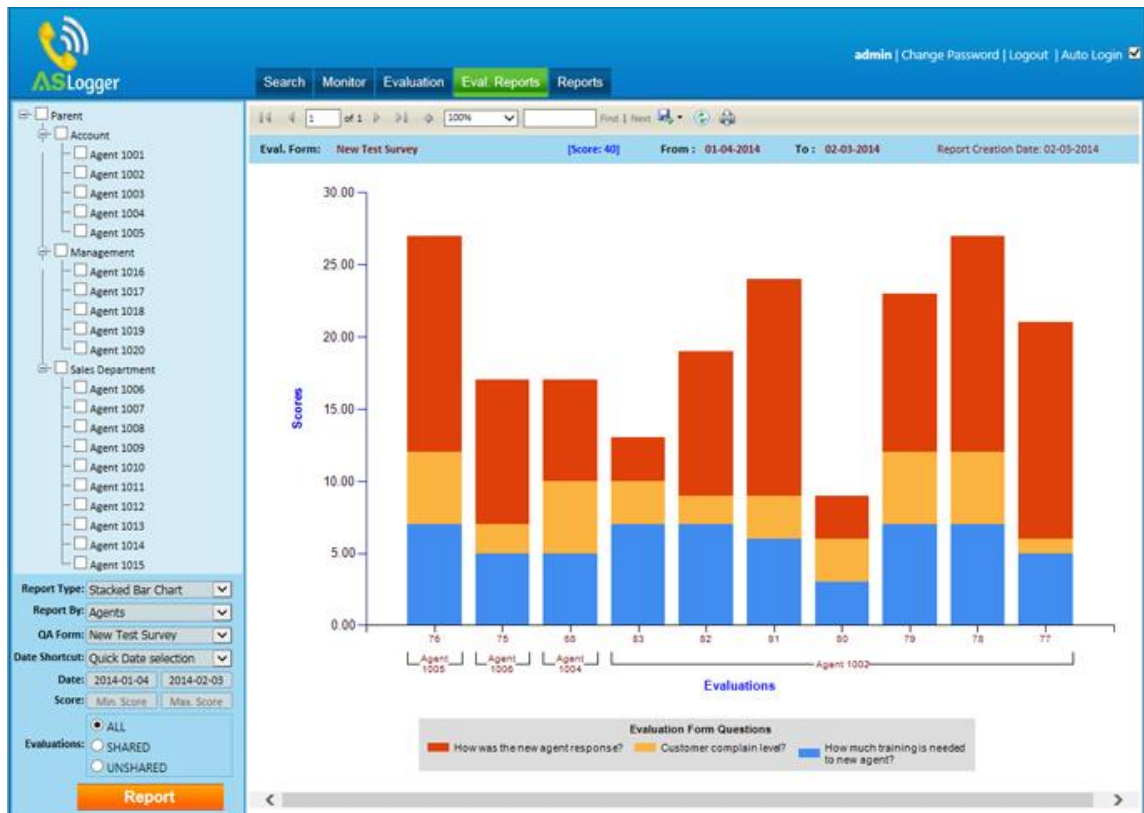 ASLogger
admin | Change Password | Logout | Auto Login
Search Monitor Evaluation Eval. Reports Reports
Parent
Account
Agent 1001
Agent 1002
Agent 1003
Agent 1004
Agent 1005
Management
Agent 1016
Agent 1017
Agent 1018
Agent 1019
Agent 1020
Sales Department
Agent 1006
Agent 1007
Agent 1008
Agent 1009
Agent 1010
Agent 1011
Agent 1012
Agent 1013
Agent 1014
Agent 1015
Report Type: Stacked Bar Chart
Report By: Agents
QA Form: New Test Survey
Date Shortcut: Quick Date selection
Date: 2014-01-04 2014-02-03
Score: Min. Score Max. Score
Evaluations: ALL
SHARED
UNSHARED
Report
1 of 1 100% Find | Next
Eval. Form: New Test Survey [Score: 40] From : 01-04-2014 To : 02-03-2014 Report Creation Date: 02-03-2014
30.00
25.00
20.00
15.00
10.00
5.00
0.00
Scores
76 75 68 83 82 81 80 79 78 77
Agent 1005 Agent 1006 Agent 1004 Agent 1002
Evaluations
Evaluation Form Questions
How was the new agent response? Customer complain level? How much training is needed
to new agent?